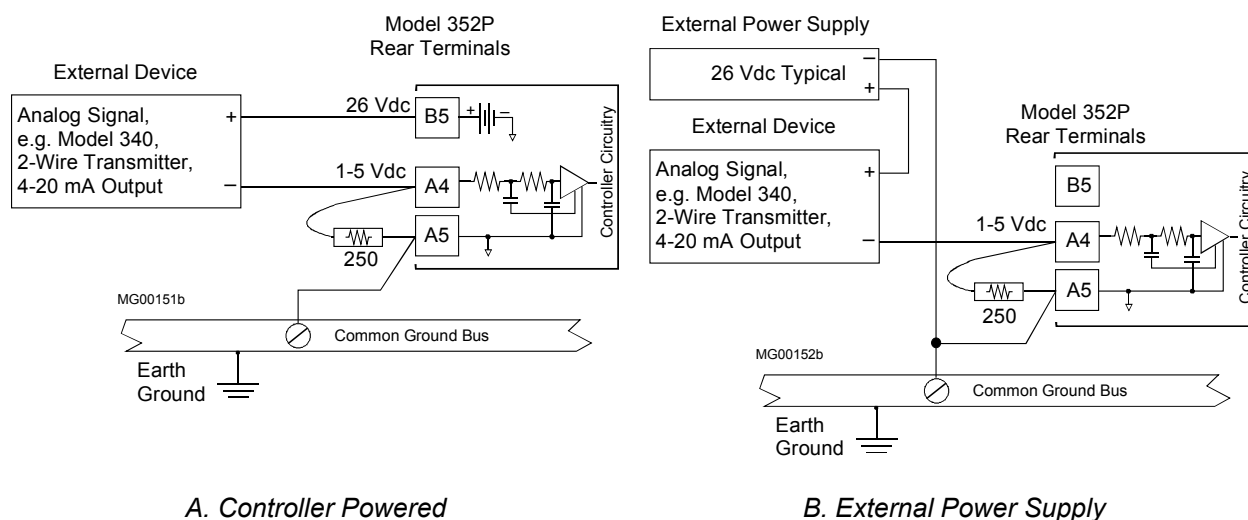 Model 352P
Rear Terminals
External Device
Analog Signal,
e.g. Model 340,
2-Wire Transmitter,
4-20 mA Output
+
–
26 Vdc
1-5 Vdc
B5
+
–
A4
A5
250
Controller Circuitry
MG00151b
Common Ground Bus
Earth
Ground
A. Controller Powered
External Power Supply
26 Vdc Typical
–
+
External Device
Analog Signal,
e.g. Model 340,
2-Wire Transmitter,
4-20 mA Output
+
–
Model 352P
Rear Terminals
B5
1-5 Vdc
A4
A5
250
Controller Circuitry
MG00152b
Common Ground Bus
Earth
Ground
B. External Power Supply